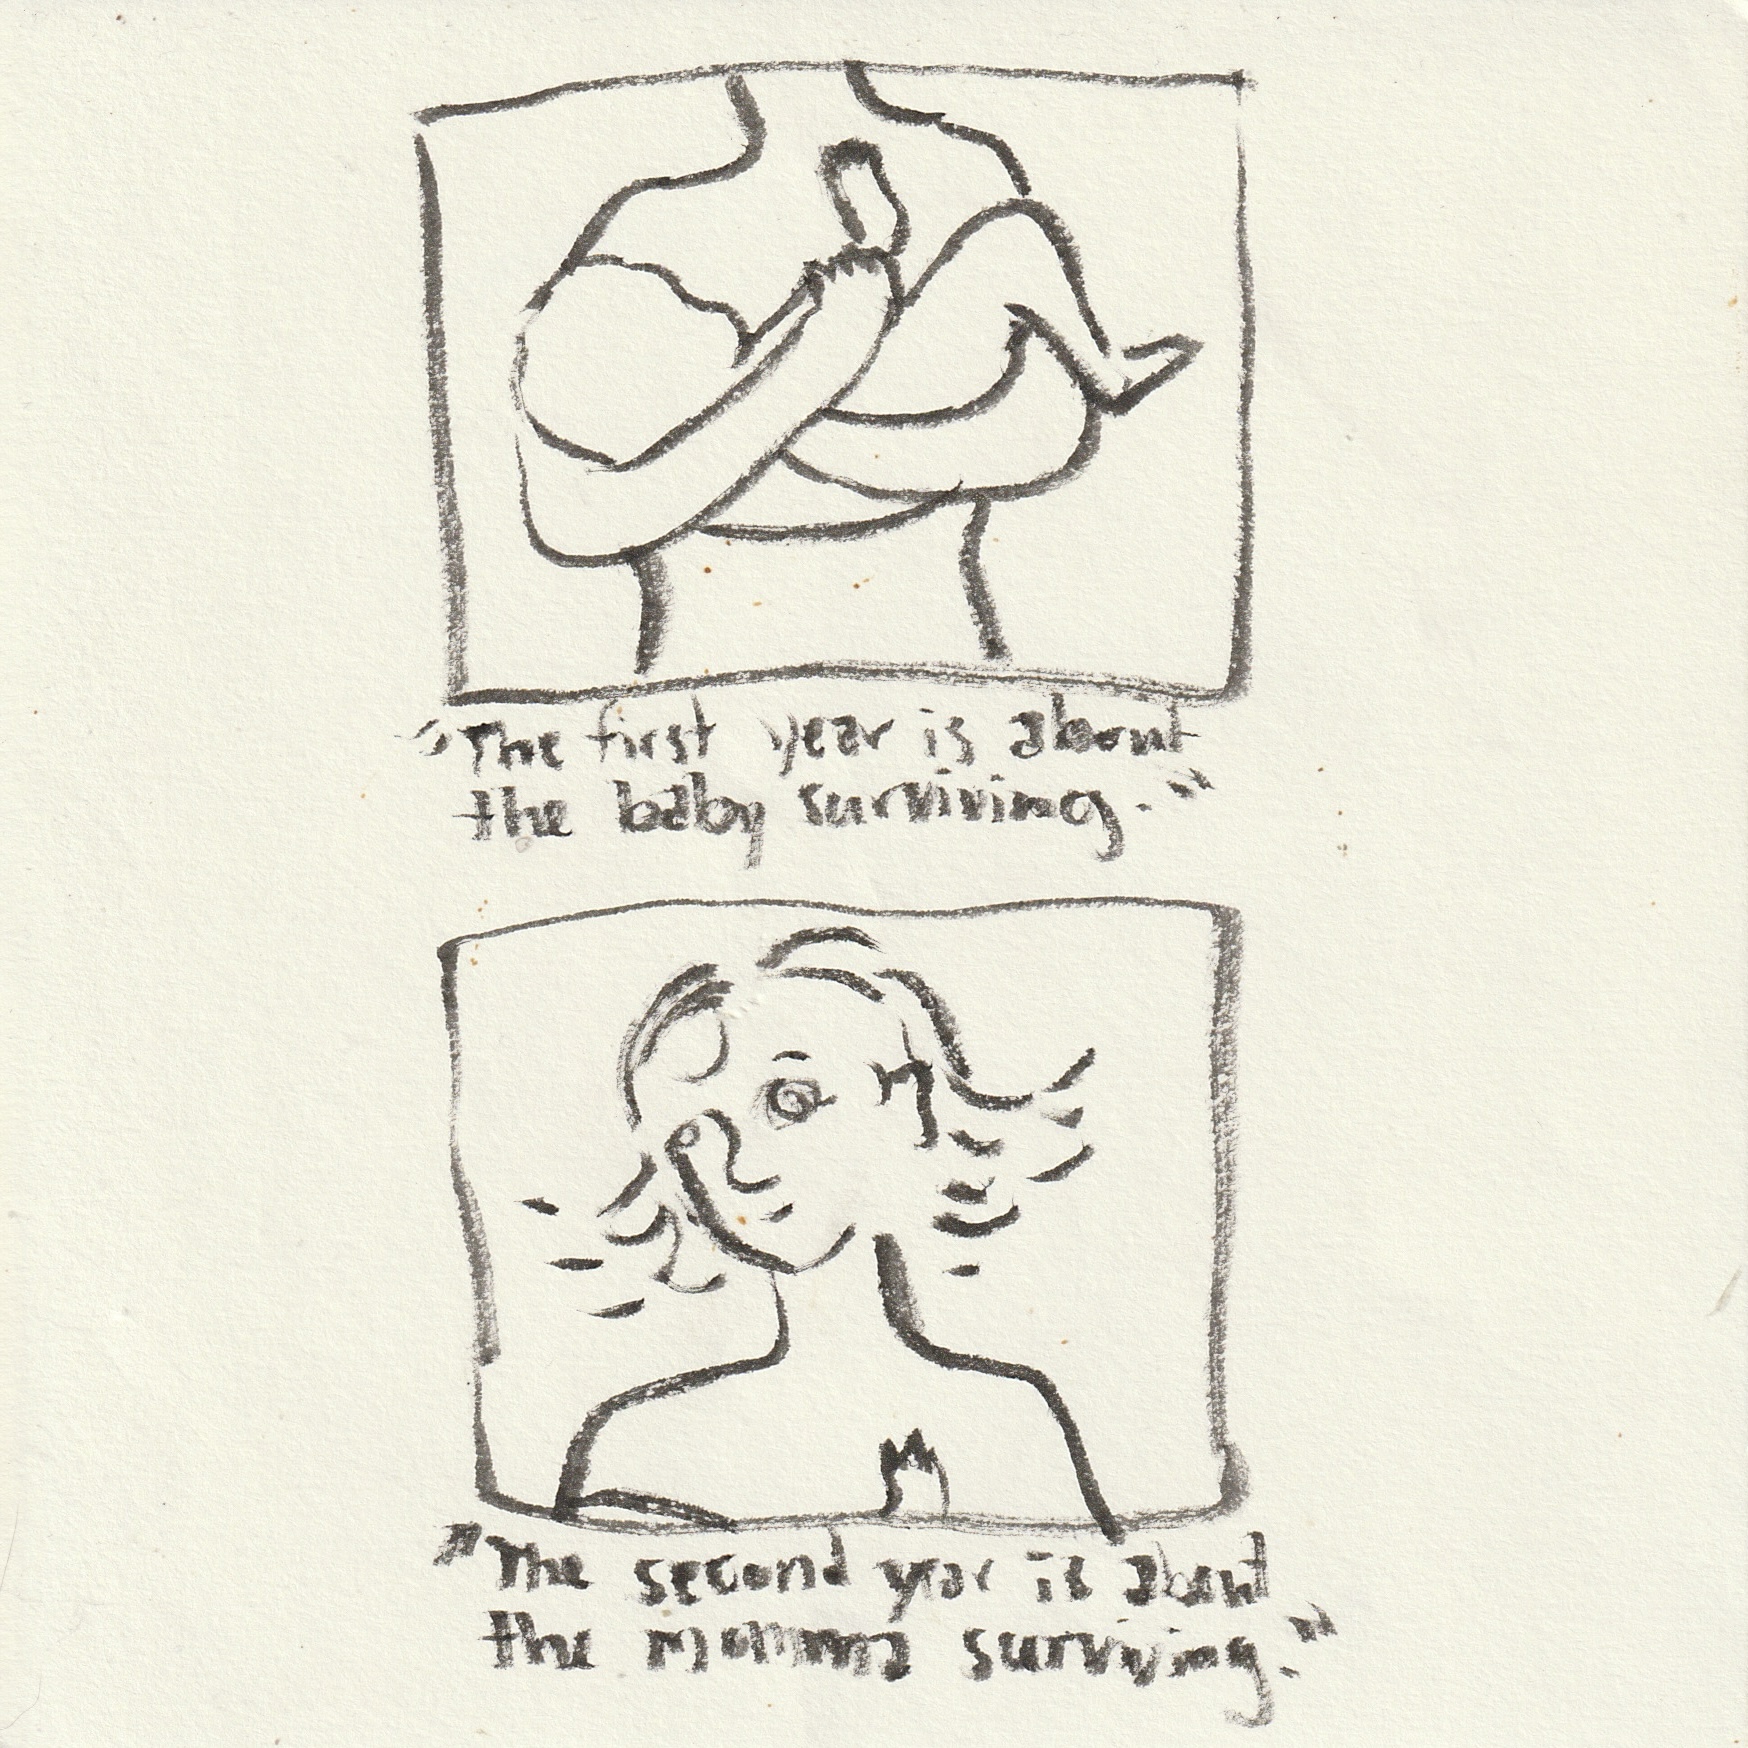 "The first year is about
the baby surviving."
"The second year is about
the momma surviving."